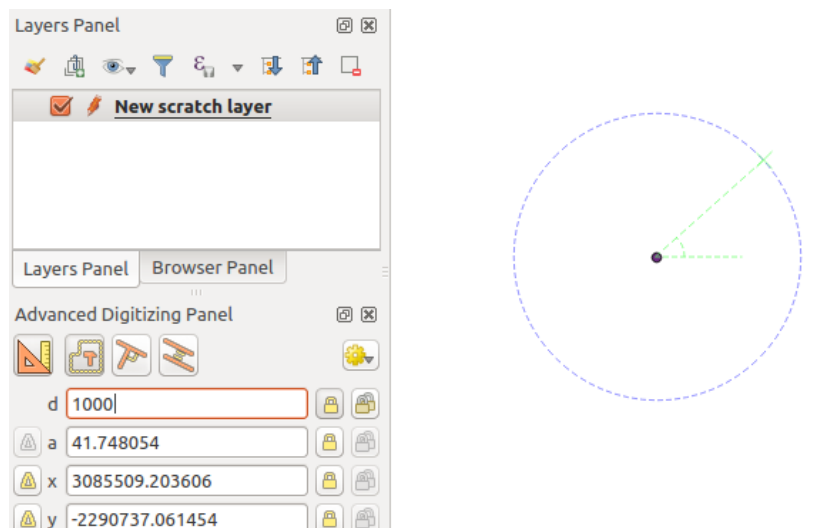 Layers Panel
New scratch layer
Layers Panel Browser Panel
Advanced Digitizing Panel
d 1000
a 41.748054
x 3085509.203606
y -2290737.061454